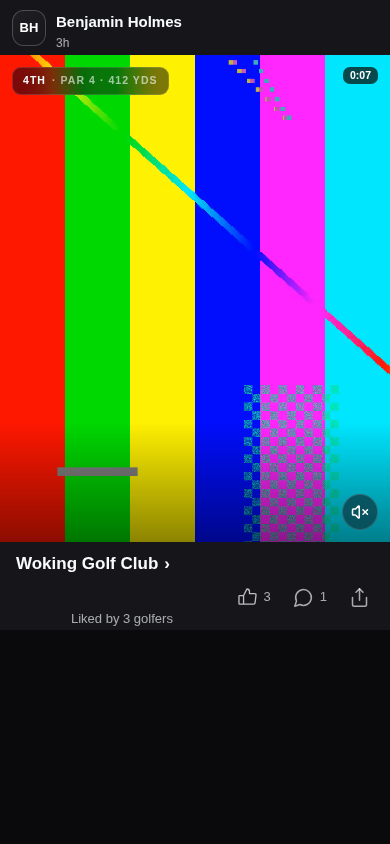 BH
Benjamin Holmes
3h
4TH · PAR 4 · 412 YDS
0:07
Woking Golf Club ›
3
1
Liked by 3 golfers